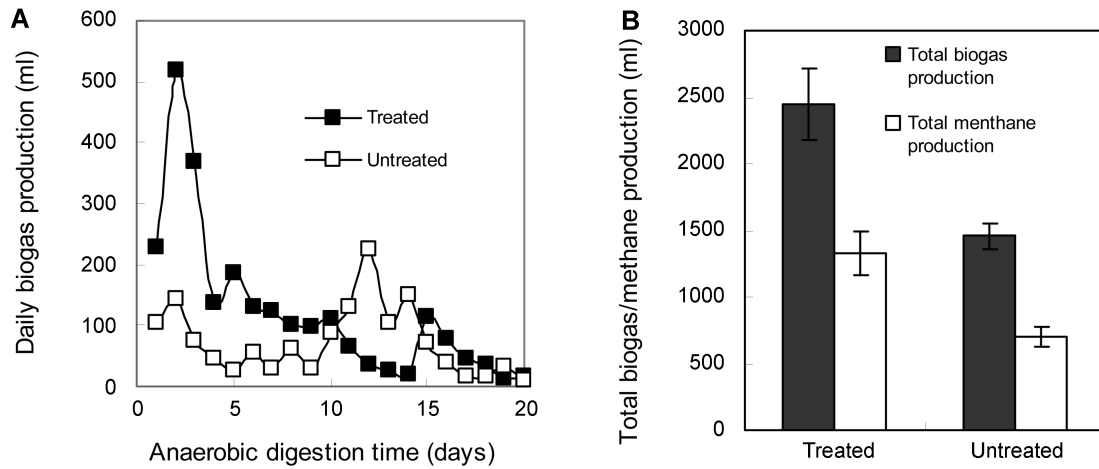 A
Daily biogas production (ml)
600
500
400
300
200
100
0
Treated
Untreated
0
5
10
15
20
Anaerobic digestion time (days)
B
Total biogas/methane production (ml)
3000
2500
2000
1500
1000
500
0
Total biogas
production
Total menthane
production
Treated
Untreated